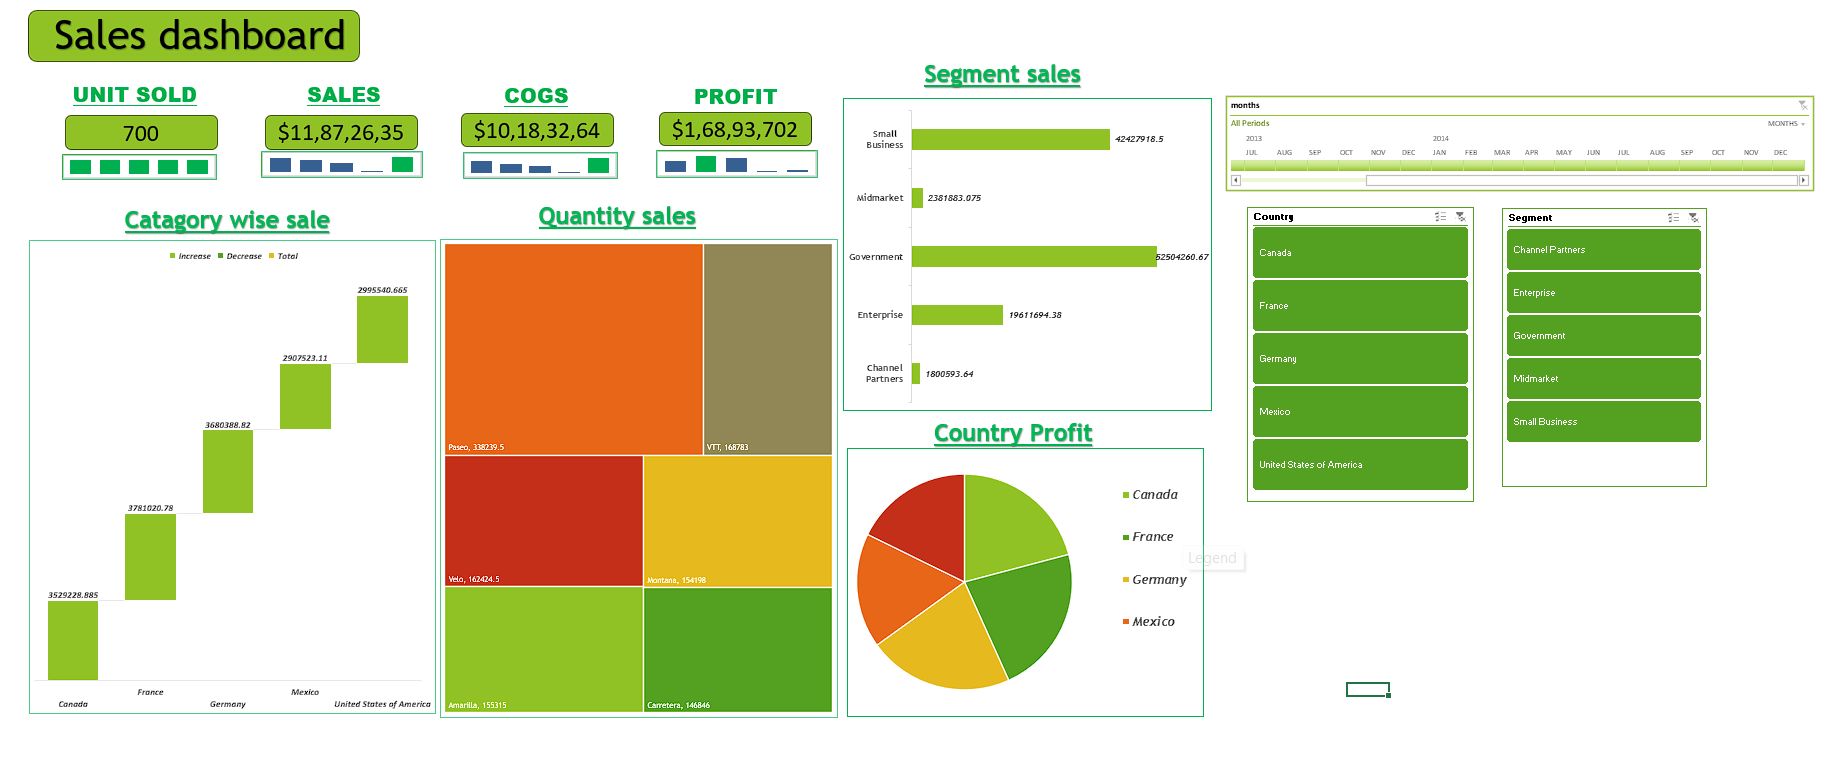 Sales dashboard
UNIT SOLD
700
SALES
$11,87,26,35
COGS
$10,18,32,64
PROFIT
$1,68,93,702
Catagory wise sale
Increase Decrease Total
2995540.665
2907523.11
3680388.82
3781020.78
3529228.885
France Mexico
Canada Germany United States of America
Quantity sales
Paseo, 338239.5
VTT, 168783
Velo, 162424.5
Montana, 154198
Amarilla, 155315
Carretera, 146846
Segment sales
Small
Business
42427918.5
Midmarket
2381883.075
Government
52504260.67
Enterprise
19611694.38
Channel
Partners
1800593.64
Country Profit
Canada
France
Germany
Mexico
Legend
months
All Periods
MONTHS
2013 2014
JUL AUG SEP OCT NOV DEC JAN FEB MAR APR MAY JUN JUL AUG SEP OCT NOV DEC
Country
Canada
France
Germany
Mexico
United States of America
Segment
Channel Partners
Enterprise
Government
Midmarket
Small Business